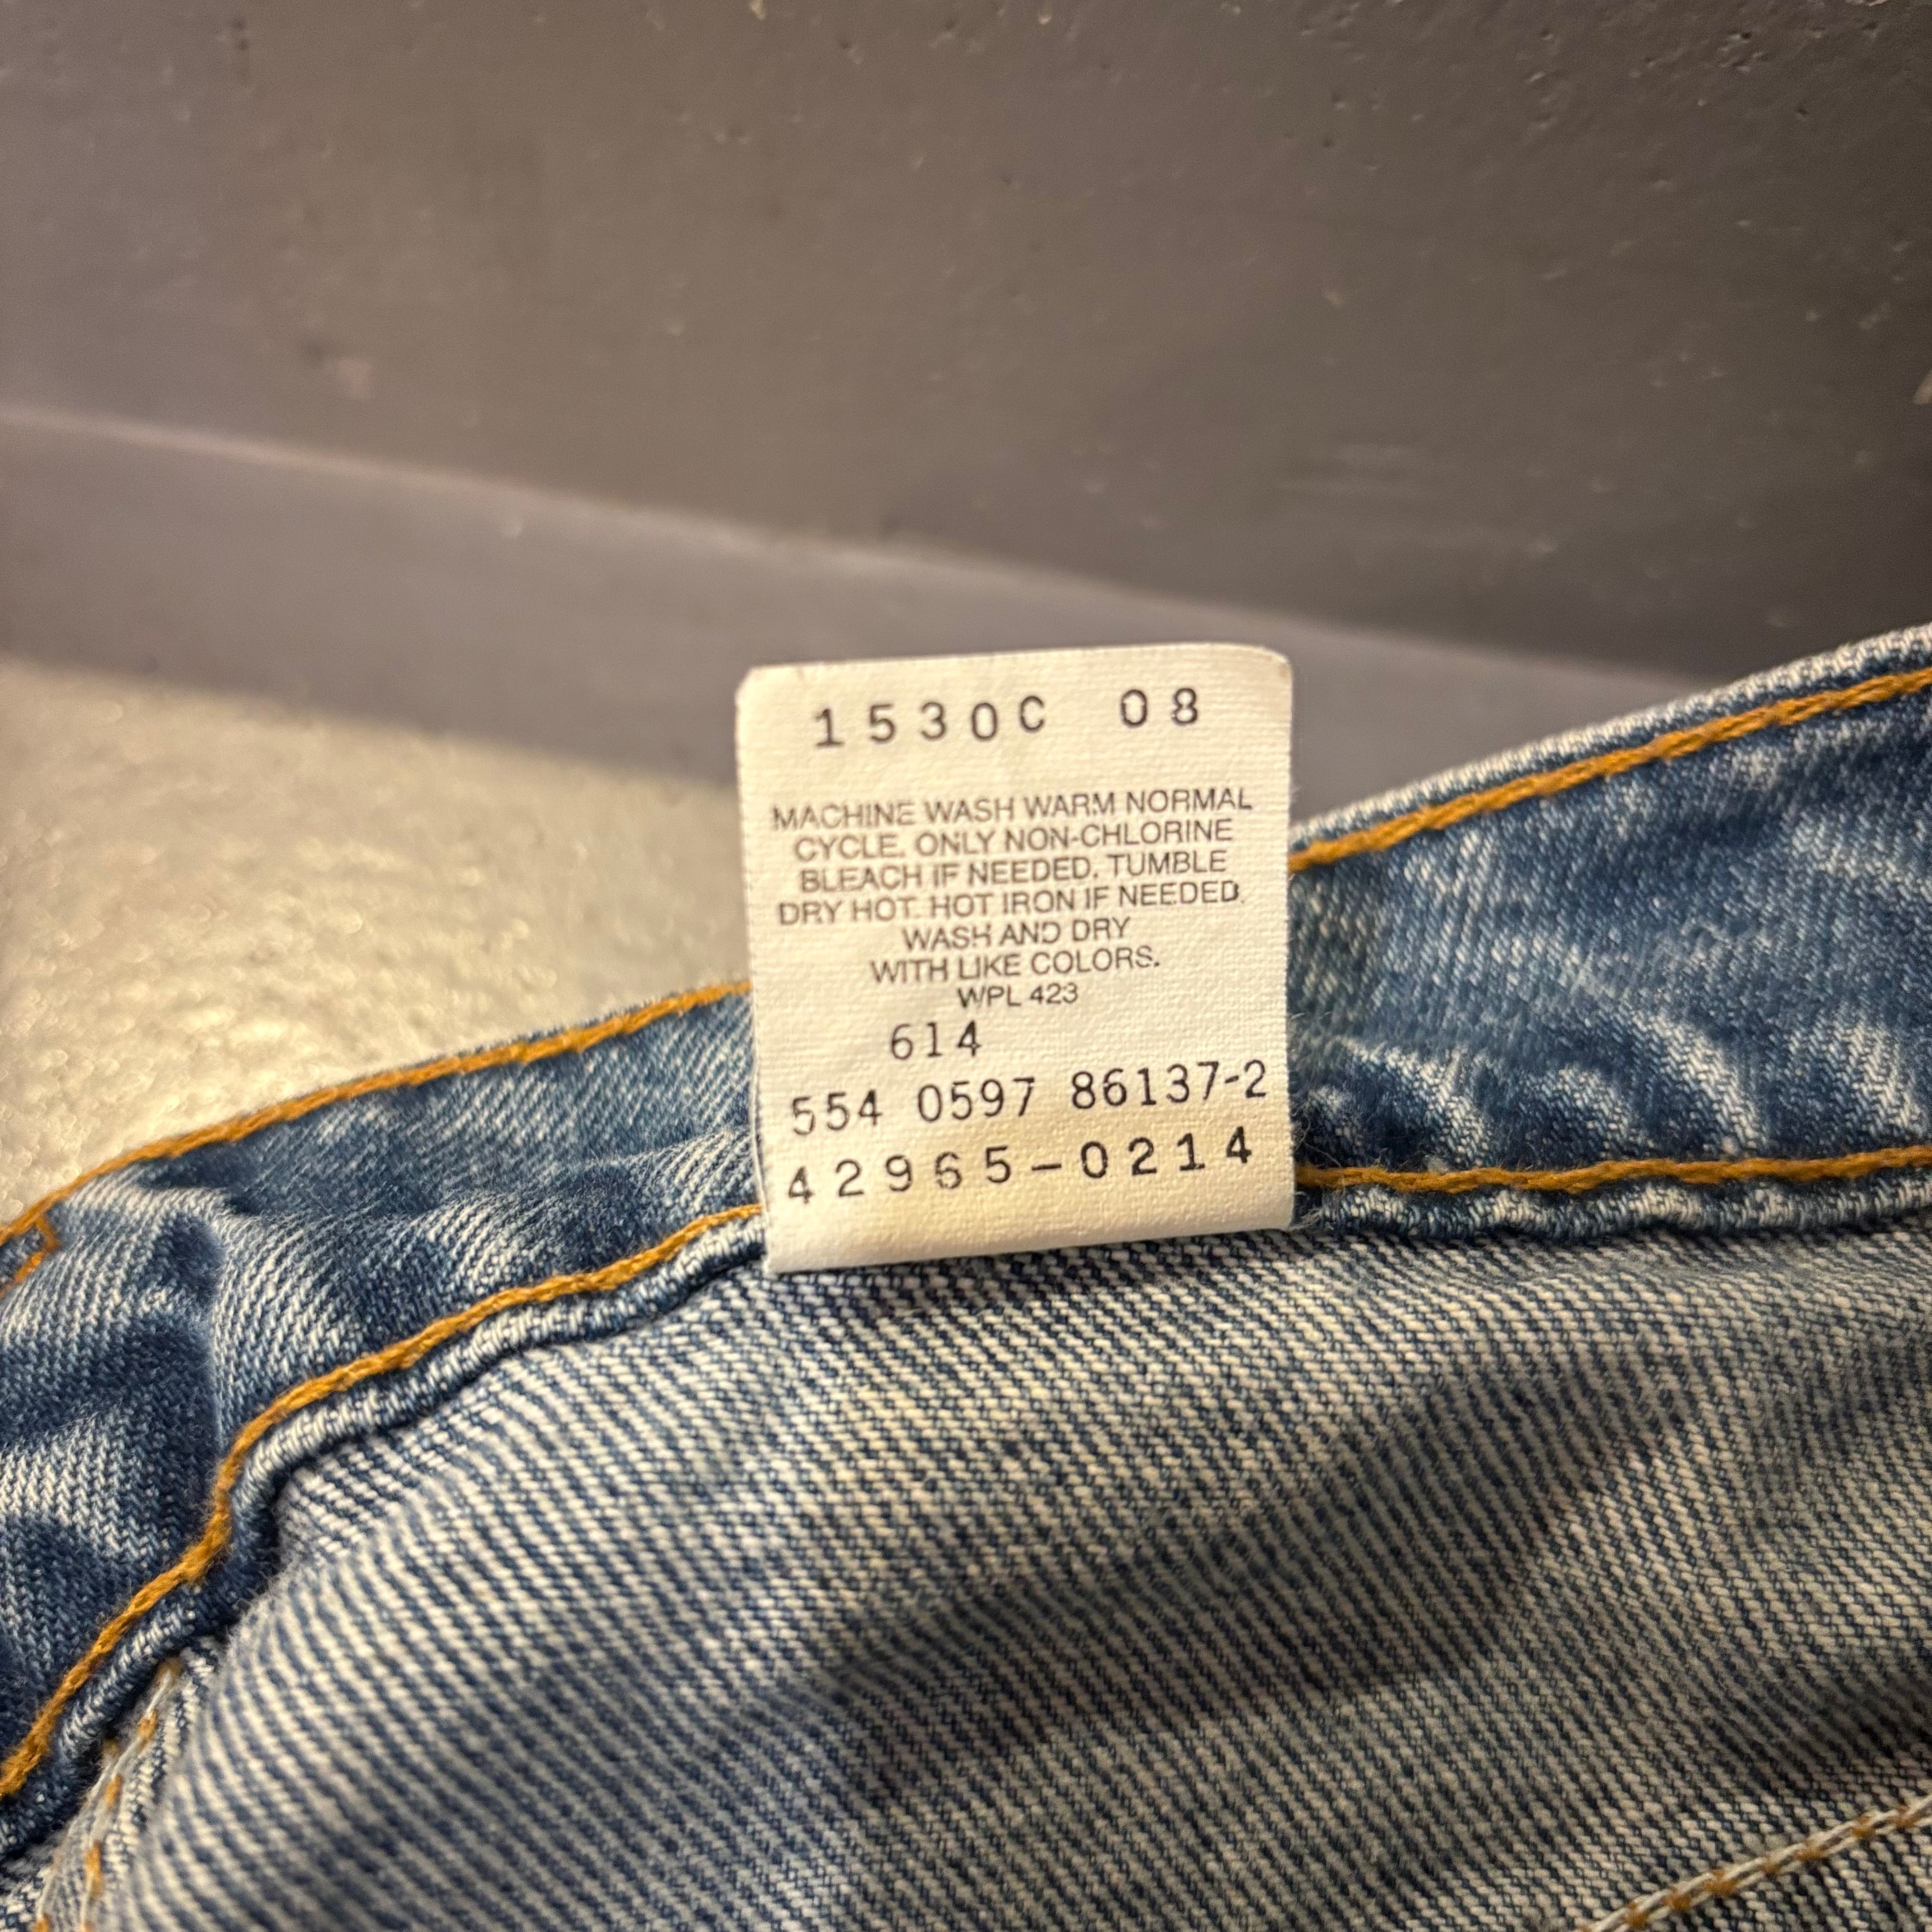 1530C 08
MACHINE WASH WARM NORMAL
CYCLE. ONLY NON-CHLORINE
BLEACH IF NEEDED. TUMBLE
DRY HOT. HOT IRON IF NEEDED.
WASH AND DRY
WITH LIKE COLORS.
WPL 423
614
554 0597 86137-2
42965-0214